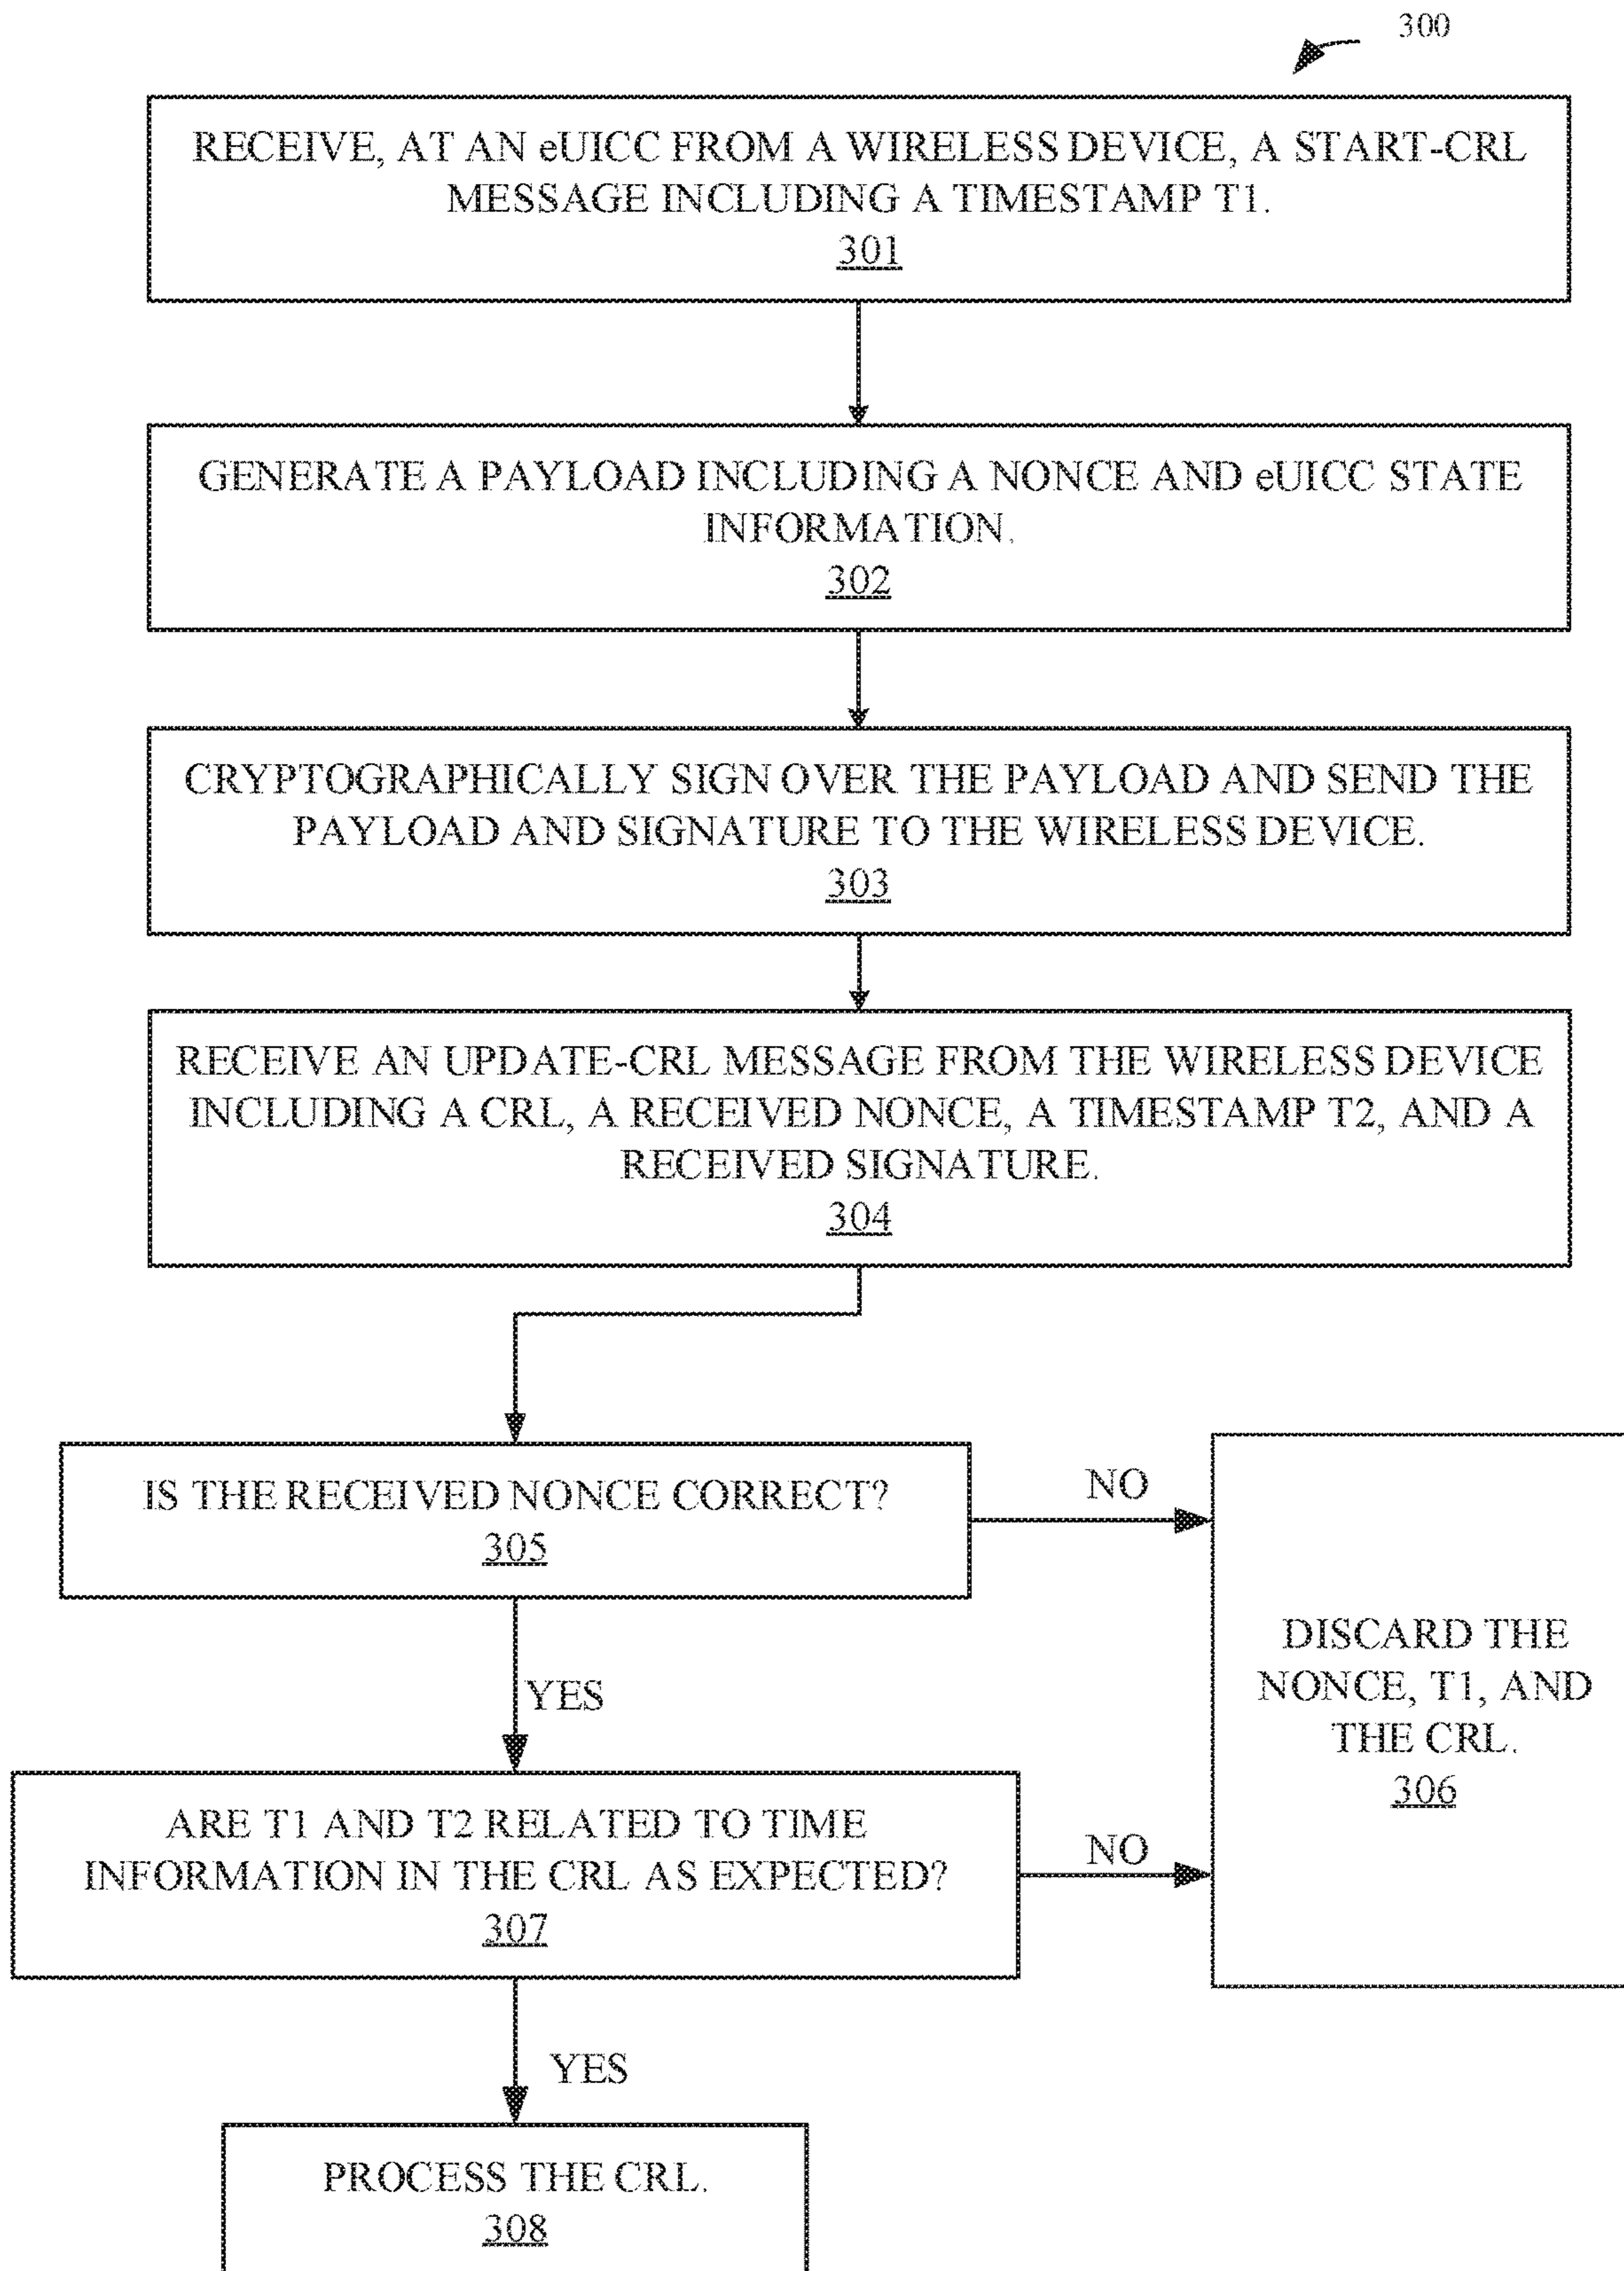 300
RECEIVE, AT AN eUICC FROM A WIRELESS DEVICE, A START-CRL
MESSAGE INCLUDING A TIMESTAMP T1.
301
GENERATE A PAYLOAD INCLUDING A NONCE AND eUICC STATE
INFORMATION.
302
CRYPTOGRAPHICALLY SIGN OVER THE PAYLOAD AND SEND THE
PAYLOAD AND SIGNATURE TO THE WIRELESS DEVICE.
303
RECEIVE AN UPDATE-CRL MESSAGE FROM THE WIRELESS DEVICE
INCLUDING A CRL, A RECEIVED NONCE, A TIMESTAMP T2, AND A
RECEIVED SIGNATURE.
304
IS THE RECEIVED NONCE CORRECT?
305
NO
YES
DISCARD THE
NONCE, T1, AND
THE CRL.
306
ARE T1 AND T2 RELATED TO TIME
INFORMATION IN THE CRL AS EXPECTED?
307
NO
YES
PROCESS THE CRL.
308